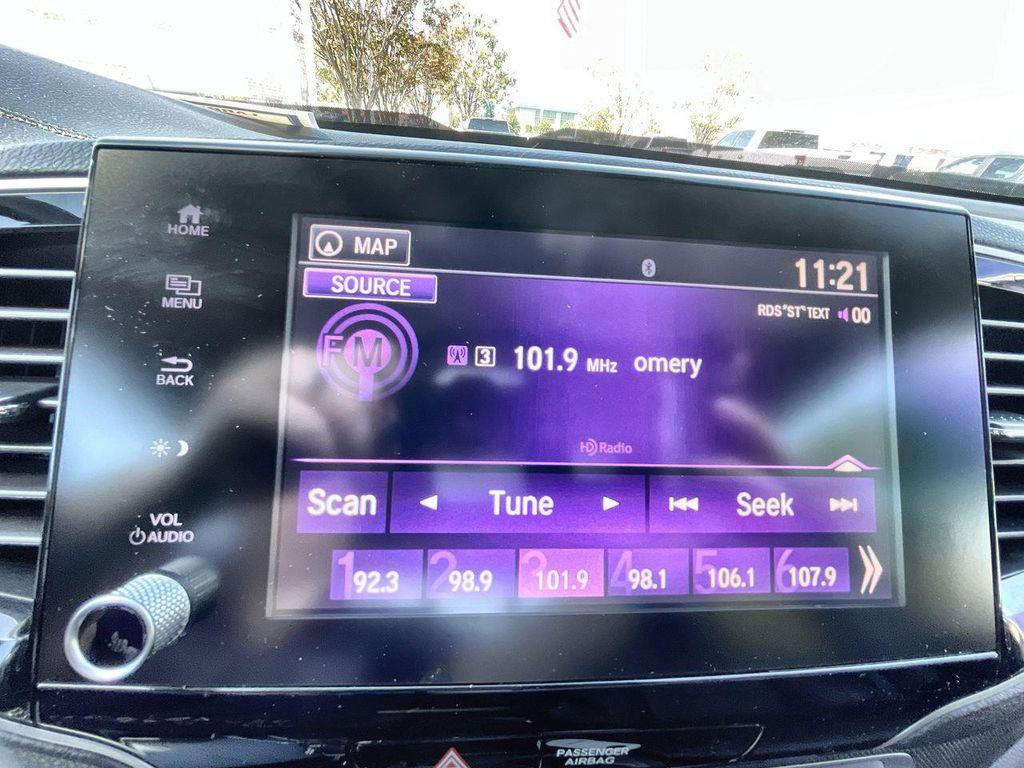 HOME
MENU
BACK
VOL
AUDIO
MAP
11:21
SOURCE
RDS "ST" TEXT 00
FM
3 101.9 MHz omery
HD Radio
Scan Tune Seek
1 92.3 2 98.9 3 101.9 4 98.1 5 106.1 6 107.9
PASSENGER
AIRBAG